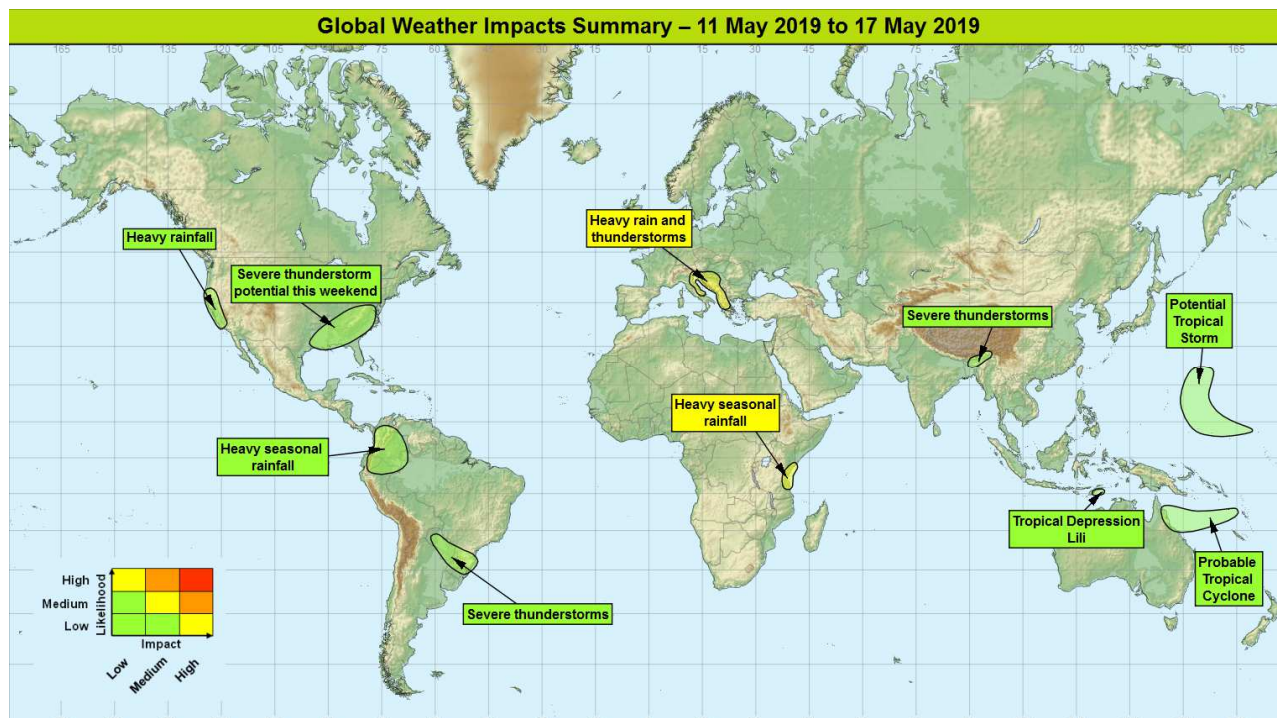 Global Weather Impacts Summary – 11 May 2019 to 17 May 2019
165 135 105 75 60 45 30 15 0 15 30 45 60 75 90 105 120 135 150 165
Heavy rainfall
Severe thunderstorm
potential this weekend
Heavy rain and
thunderstorms
Severe thunderstorms
Potential
Tropical
Storm
Heavy seasonal
rainfall
Heavy seasonal
rainfall
Tropical Depression
Lili
Probable
Tropical
Cyclone
Severe thunderstorms
High
Medium
Low
Likelihood
Impact
Low
Medium
High